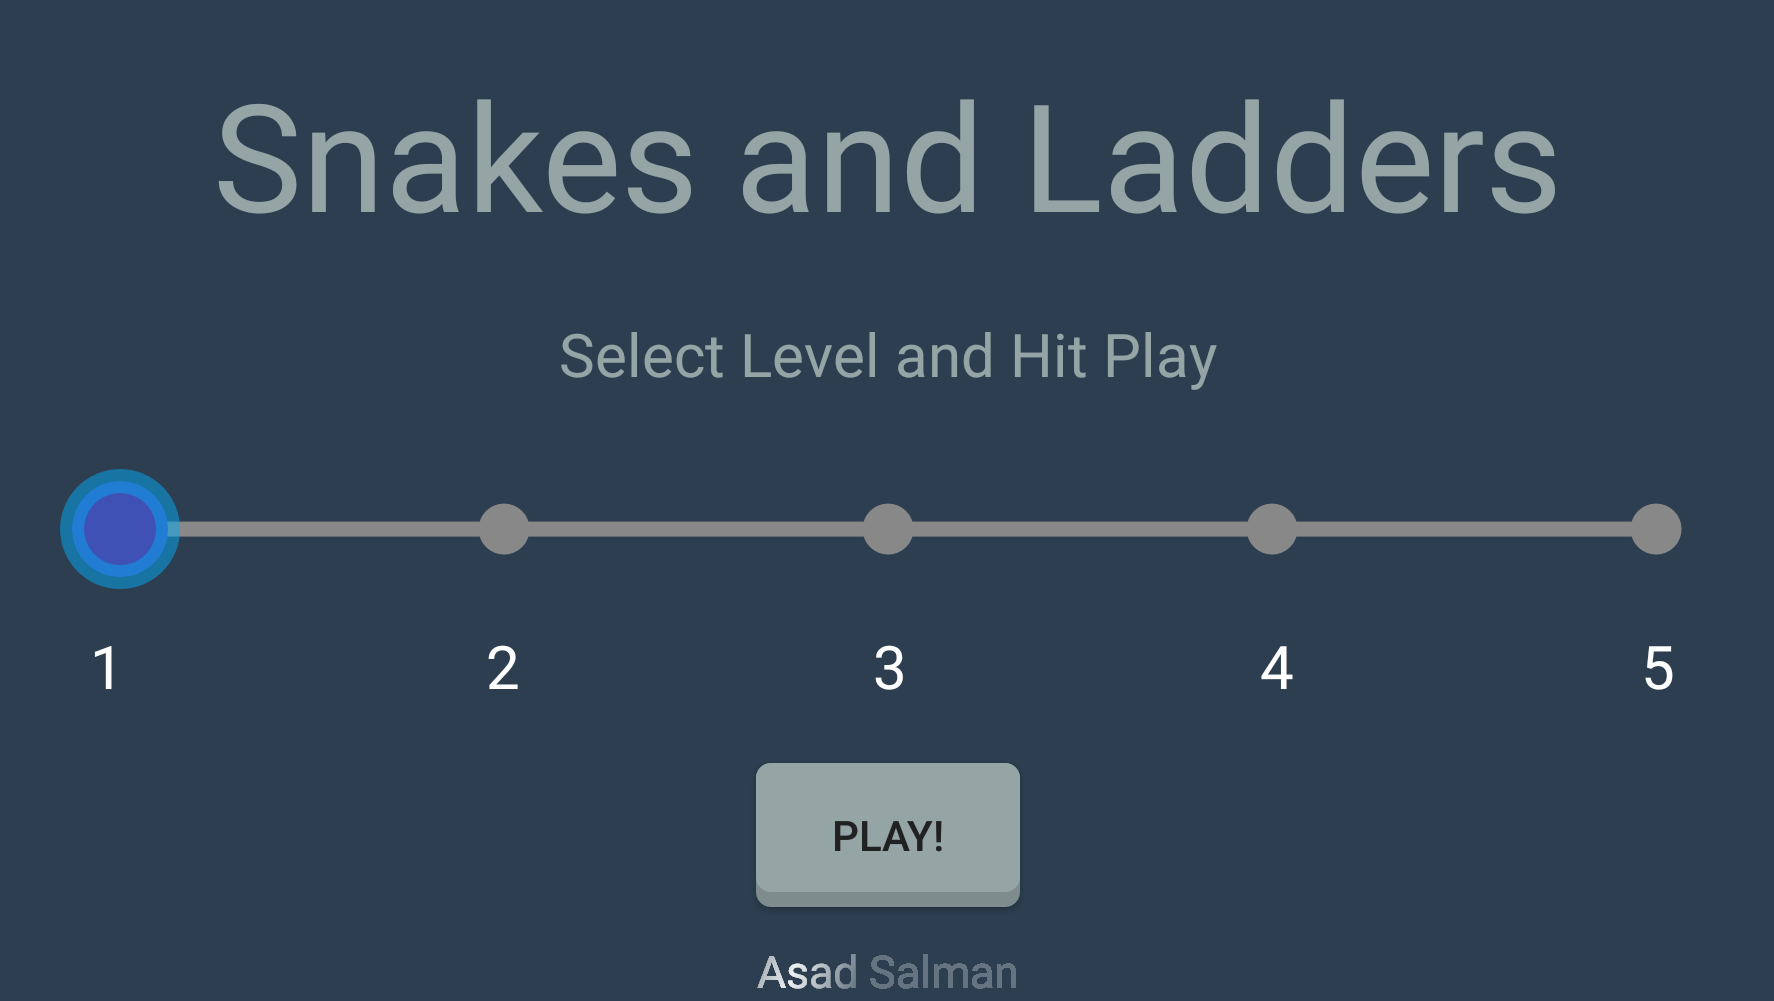 Snakes and Ladders
Select Level and Hit Play
1 2 3 4 5
PLAY!
Asad Salman